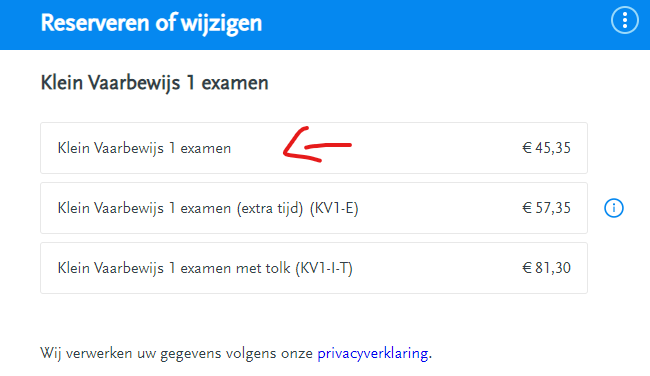 Reserveren of wijzigen
Klein Vaarbewijs 1 examen
Klein Vaarbewijs 1 examen € 45,35
Klein Vaarbewijs 1 examen (extra tijd) (KV1-E) € 57,35
Klein Vaarbewijs 1 examen met tolk (KV1-I-T) € 81,30
Wij verwerken uw gegevens volgens onze privacyverklaring.